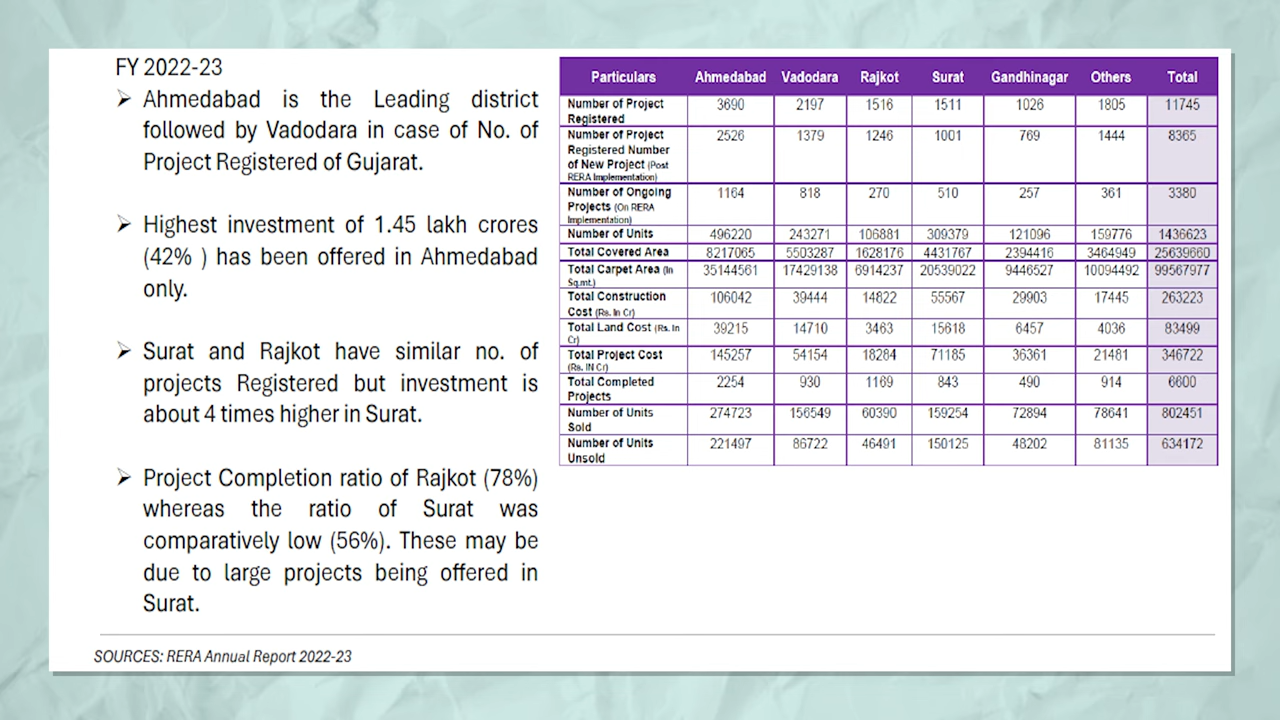 FY 2022-23
➢ Ahmedabad is the Leading district
followed by Vadodara in case of No. of
Project Registered of Gujarat.
➢ Highest investment of 1.45 lakh crores
(42% ) has been offered in Ahmedabad
only.
➢ Surat and Rajkot have similar no. of
projects Registered but investment is
about 4 times higher in Surat.
➢ Project Completion ratio of Rajkot (78%)
whereas the ratio of Surat was
comparatively low (56%). These may be
due to large projects being offered in
Surat.
Particulars Ahmedabad Vadodara Rajkot Surat Gandhinagar Others Total
Number of Project 3690 2197 1516 1511 1026 1805 11745
Registered
Number of Project 2526 1379 1246 1001 769 1444 8365
Registered Number
of New Project (Post
RERA Implementation)
Number of Ongoing 1164 818 270 510 257 361 3380
Projects (On RERA
Implementation)
Number of Units 496220 243271 106881 309379 121096 159776 1436623
Total Covered Area 8217065 5503287 1628176 4431767 2394416 3464949 25639660
Total Carpet Area (In 35144561 17429138 6914237 20539022 9446527 10094492 99567977
Sq.mt.)
Total Construction 106042 39444 14822 55567 29903 17445 263223
Cost (Rs. In Cr)
Total Land Cost (Rs. In 39215 14710 3463 15618 6457 4036 83499
Cr)
Total Project Cost 145257 54154 18284 71185 36361 21481 346722
(Rs. IN Cr)
Total Completed 2254 930 1169 843 490 914 6600
Projects
Number of Units 274723 156549 60390 159254 72894 78641 802451
Sold
Number of Units 221497 86722 46491 150125 48202 81135 634172
Unsold
SOURCES: RERA Annual Report 2022-23